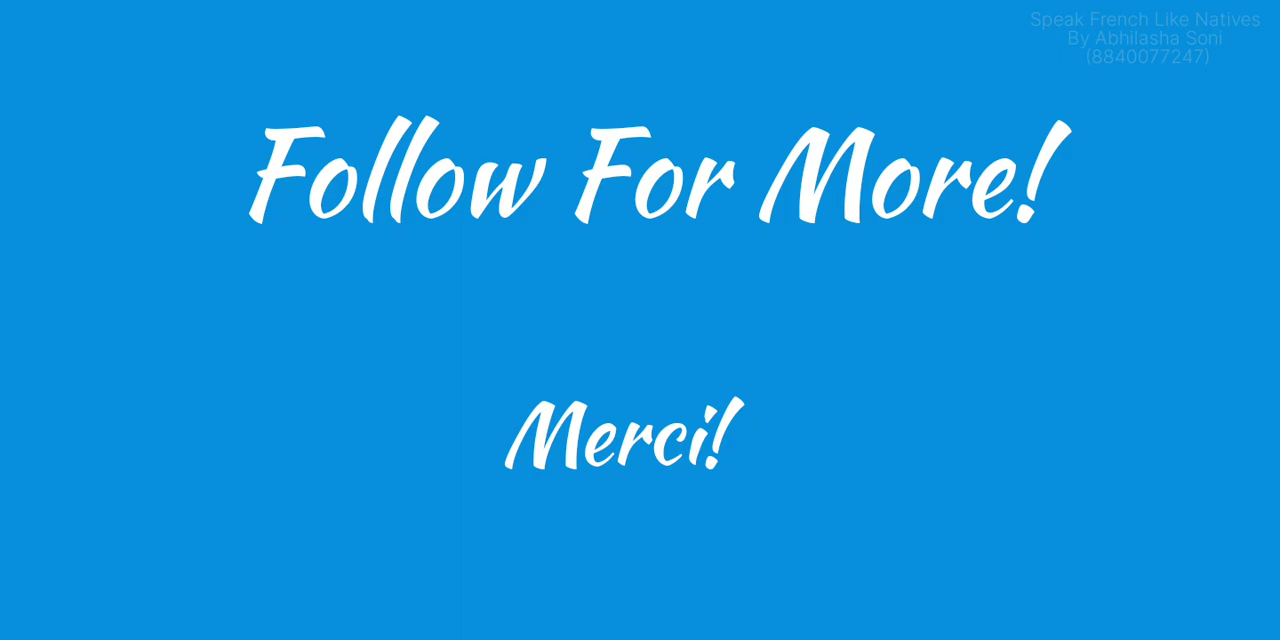 Speak French Like Natives
By Abhilasha Soni
(8840077247)
Follow For More!
Merci!